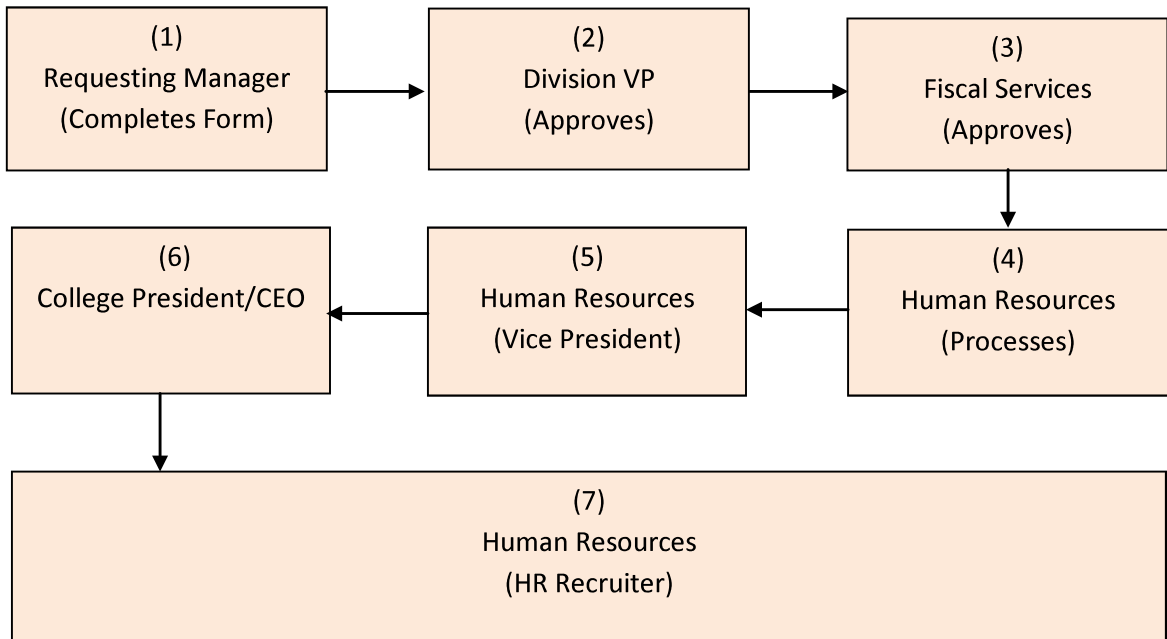 (1)
Requesting Manager
(Completes Form)
(2)
Division VP
(Approves)
(3)
Fiscal Services
(Approves)
(4)
Human Resources
(Processes)
(5)
Human Resources
(Vice President)
(6)
College President/CEO
(7)
Human Resources
(HR Recruiter)